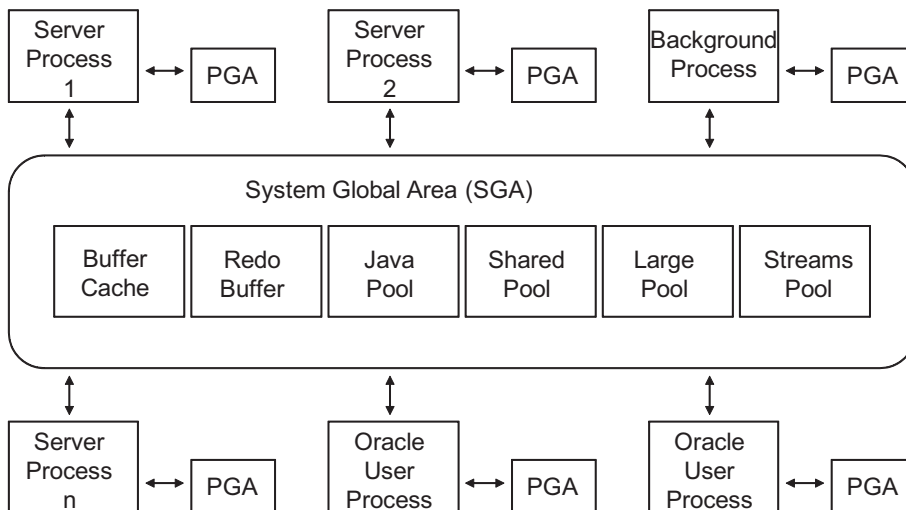 Server
Process
1
PGA
Server
Process
2
PGA
Background
Process
PGA
System Global Area (SGA)
Buffer
Cache
Redo
Buffer
Java
Pool
Shared
Pool
Large
Pool
Streams
Pool
Server
Process
n
PGA
Oracle
User
Process
PGA
Oracle
User
Process
PGA